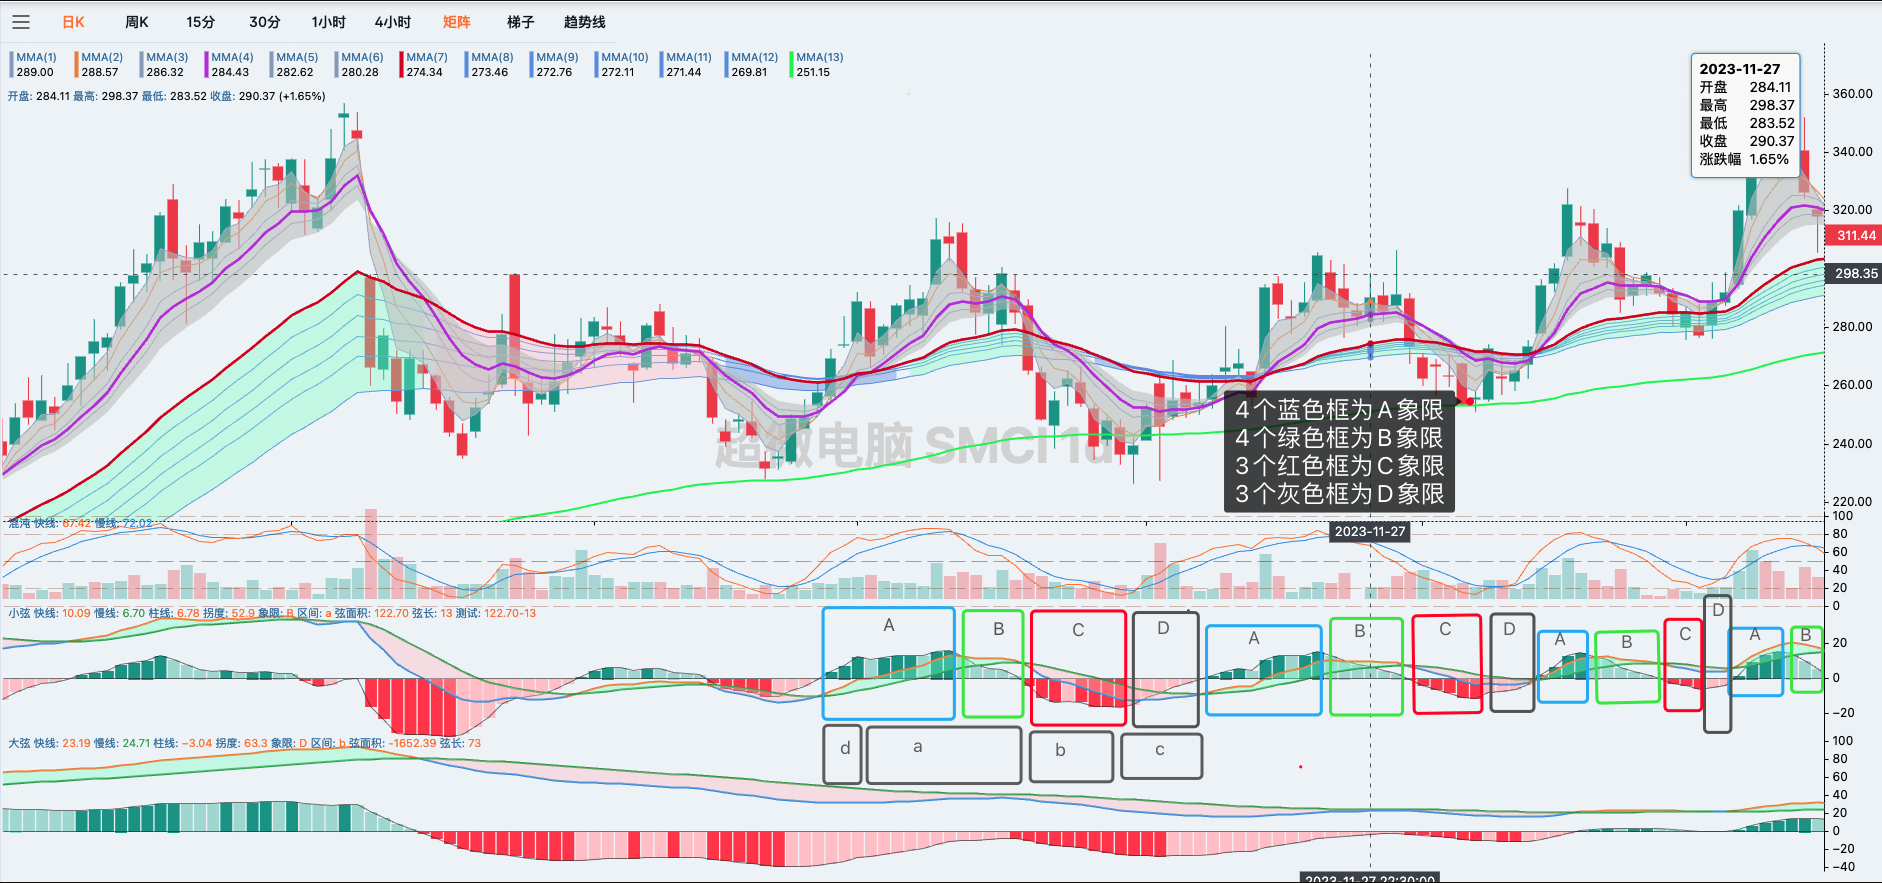 日K 周K 15分 30分 1小时 4小时 矩阵 梯子 趋势线
MMA(1) MMA(2) MMA(3) MMA(4) MMA(5) MMA(6) MMA(7) MMA(8) MMA(9) MMA(10) MMA(11) MMA(12) MMA(13)
289.00 288.57 286.32 284.43 282.62 280.28 274.34 273.46 272.76 272.11 271.44 269.81 251.15
开盘: 284.11 最高: 298.37 最低: 283.52 收盘: 290.37 (+1.65%)
2023-11-27
开盘 284.11
最高 298.37
最低 283.52
收盘 290.37
涨跌幅 1.65%
360.00
340.00
320.00
311.44
298.35
280.00
260.00
240.00
220.00
4个蓝色框为A象限
4个绿色框为B象限
3个红色框为C象限
3个灰色框为D象限
超微电脑 SMCI 1d
混沌 快线: 67.42 慢线: 72.02
2023-11-27
100
80
60
40
20
0
小弦 快线: 10.09 慢线: 6.70 柱线: 6.78 拐度: 52.9 象限: B 区间: a 弦面积: 122.70 弦长: 13 测试: 122.70-13
A B C D A B C D A B C D A B
20
0
−20
大弦 快线: 23.19 慢线: 24.71 柱线: −3.04 拐度: 63.3 象限: D 区间: b 弦面积: -1652.39 弦长: 73
d a b c
100
80
60
40
20
0
−20
−40
2023-11-27 22:30:00